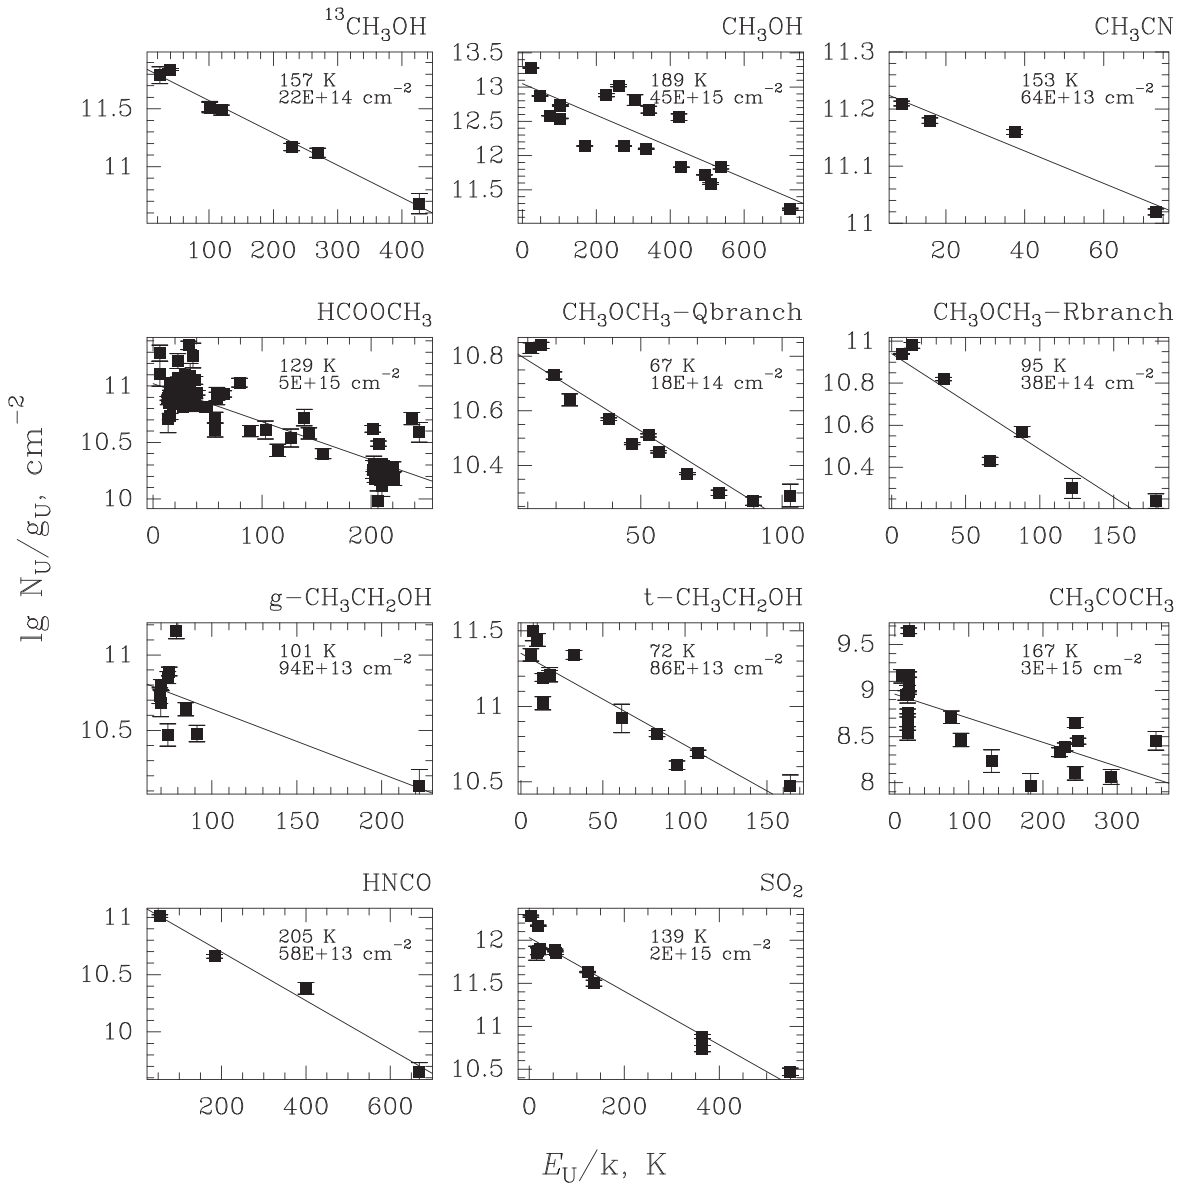 ¹³CH₃OH
157 K
22E+14 cm⁻²
11.5
11
100 200 300 400
CH₃OH
189 K
45E+15 cm⁻²
13.5
13
12.5
12
11.5
0 200 400 600
CH₃CN
153 K
64E+13 cm⁻²
11.3
11.2
11.1
11
20 40 60
HCOOCH₃
129 K
5E+15 cm⁻²
11
10.5
10
0 100 200
CH₃OCH₃−Qbranch
67 K
18E+14 cm⁻²
10.8
10.6
10.4
50 100
CH₃OCH₃−Rbranch
95 K
38E+14 cm⁻²
11
10.8
10.6
10.4
0 50 100 150
lg N_U/g_U, cm⁻²
g−CH₃CH₂OH
101 K
94E+13 cm⁻²
11
10.5
100 150 200
t−CH₃CH₂OH
72 K
86E+13 cm⁻²
11.5
11
10.5
0 50 100 150
CH₃COCH₃
167 K
3E+15 cm⁻²
9.5
9
8.5
8
0 100 200 300
HNCO
205 K
58E+13 cm⁻²
11
10.5
10
200 400 600
SO₂
139 K
2E+15 cm⁻²
12
11.5
11
10.5
0 200 400
E_U/k, K